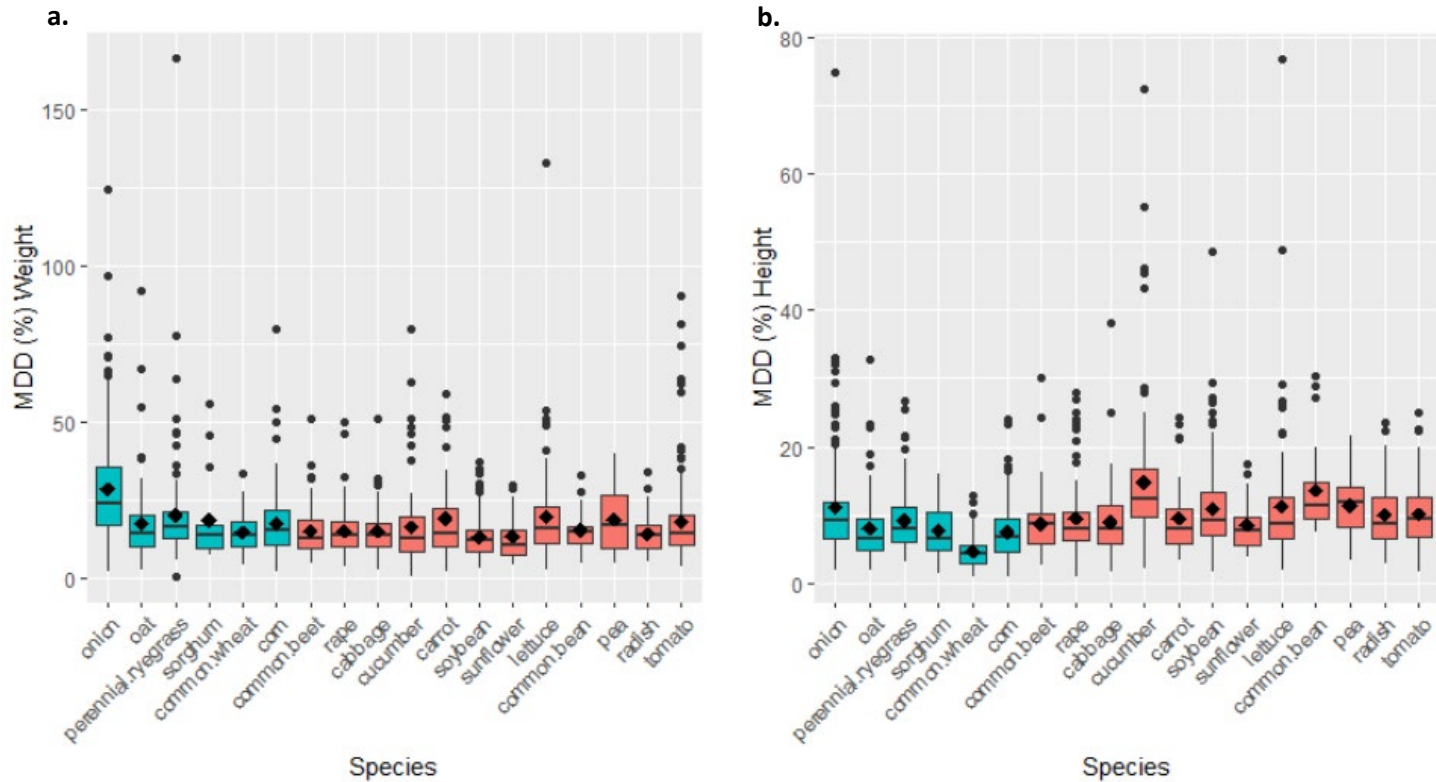 a.
MDD (%) Weight
150
100
50
0
onion
oat
perennial.ryegrass
sorghum
common.wheat
corn
common.beet
rape
cabbage
cucumber
carrot
soybean
sunflower
lettuce
common.bean
pea
radish
tomato
Species
b.
MDD (%) Height
80
60
40
20
0
onion
oat
perennial.ryegrass
sorghum
common.wheat
corn
common.beet
rape
cabbage
cucumber
carrot
soybean
sunflower
lettuce
common.bean
pea
radish
tomato
Species